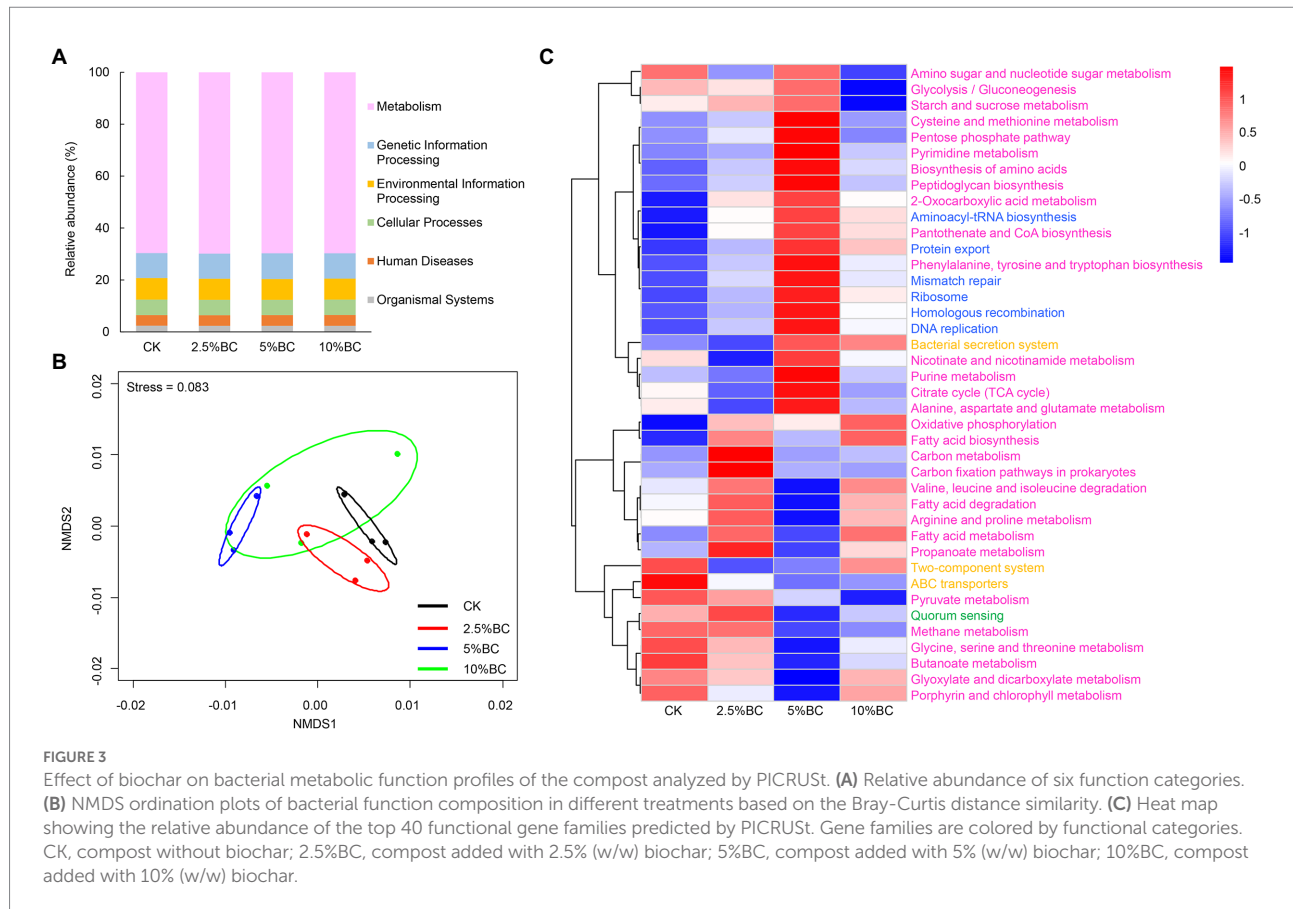 A
Relative abundance (%)
100
80
60
40
20
0
CK 2.5%BC 5%BC 10%BC
Metabolism
Genetic Information
Processing
Environmental Information
Processing
Cellular Processes
Human Diseases
Organismal Systems
B
Stress = 0.083
NMDS2
0.02
0.01
0.00
-0.01
-0.02
-0.02 -0.01 0.00 0.01 0.02
NMDS1
CK
2.5%BC
5%BC
10%BC
C
Amino sugar and nucleotide sugar metabolism
Glycolysis / Gluconeogenesis
Starch and sucrose metabolism
Cysteine and methionine metabolism
Pentose phosphate pathway
Pyrimidine metabolism
Biosynthesis of amino acids
Peptidoglycan biosynthesis
2-Oxocarboxylic acid metabolism
Aminoacyl-tRNA biosynthesis
Pantothenate and CoA biosynthesis
Protein export
Phenylalanine, tyrosine and tryptophan biosynthesis
Mismatch repair
Ribosome
Homologous recombination
DNA replication
Bacterial secretion system
Nicotinate and nicotinamide metabolism
Purine metabolism
Citrate cycle (TCA cycle)
Alanine, aspartate and glutamate metabolism
Oxidative phosphorylation
Fatty acid biosynthesis
Carbon metabolism
Carbon fixation pathways in prokaryotes
Valine, leucine and isoleucine degradation
Fatty acid degradation
Arginine and proline metabolism
Fatty acid metabolism
Propanoate metabolism
Two-component system
ABC transporters
Pyruvate metabolism
Quorum sensing
Methane metabolism
Glycine, serine and threonine metabolism
Butanoate metabolism
Glyoxylate and dicarboxylate metabolism
Porphyrin and chlorophyll metabolism
CK 2.5%BC 5%BC 10%BC
1
0.5
0
-0.5
-1
FIGURE 3
Effect of biochar on bacterial metabolic function profiles of the compost analyzed by PICRUSt. (A) Relative abundance of six function categories.
(B) NMDS ordination plots of bacterial function composition in different treatments based on the Bray-Curtis distance similarity. (C) Heat map
showing the relative abundance of the top 40 functional gene families predicted by PICRUSt. Gene families are colored by functional categories.
CK, compost without biochar; 2.5%BC, compost added with 2.5% (w/w) biochar; 5%BC, compost added with 5% (w/w) biochar; 10%BC, compost
added with 10% (w/w) biochar.